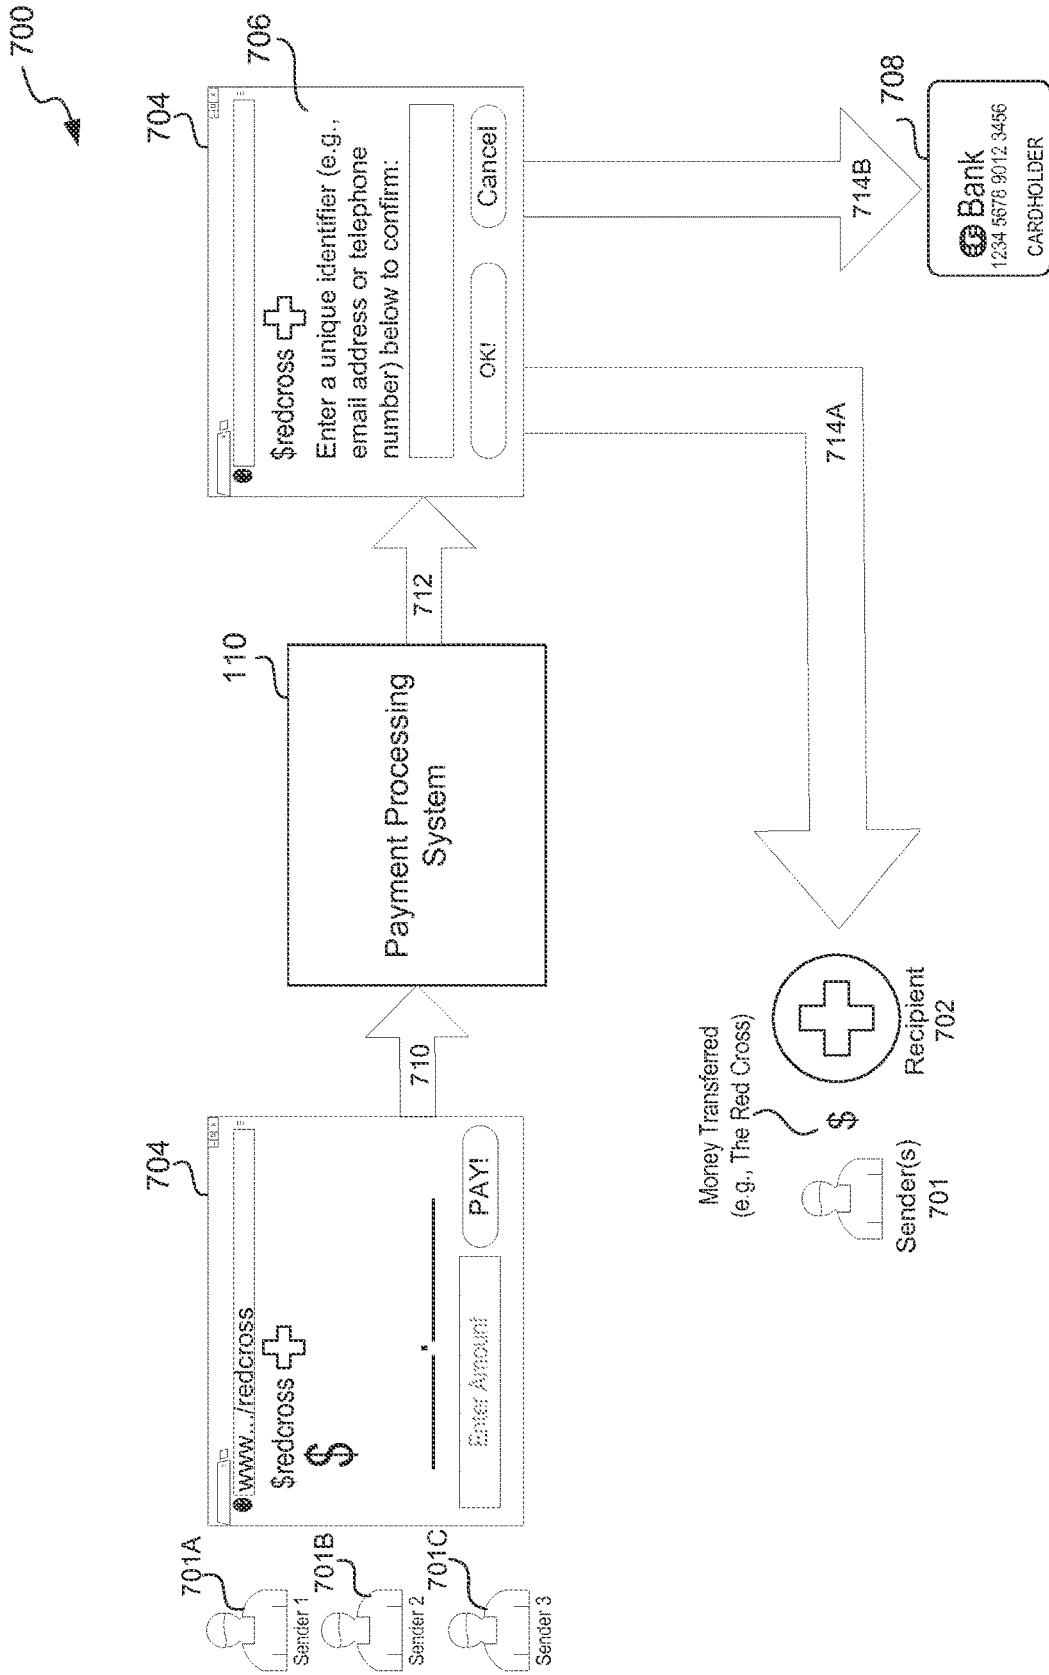 700
701A
Sender 1
701B
Sender 2
701C
Sender 3
704
www.../redcross
$redcross
$
Enter Amount
PAY!
710
110
Payment Processing
System
712
704
706
$redcross
Enter a unique identifier (e.g.,
email address or telephone
number) below to confirm:
OK!
Cancel
714A
714B
708
Bank
1234 5678 9012 3456
CARDHOLDER
Money Transferred
(e.g., The Red Cross)
$
Sender(s)
701
Recipient
702